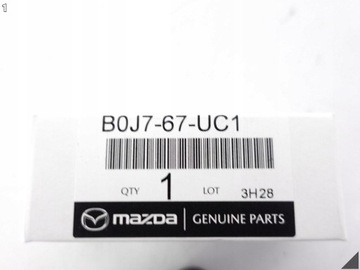 1
B0J7-67-UC1
QTY 1 LOT 3H28
mazda GENUINE PARTS